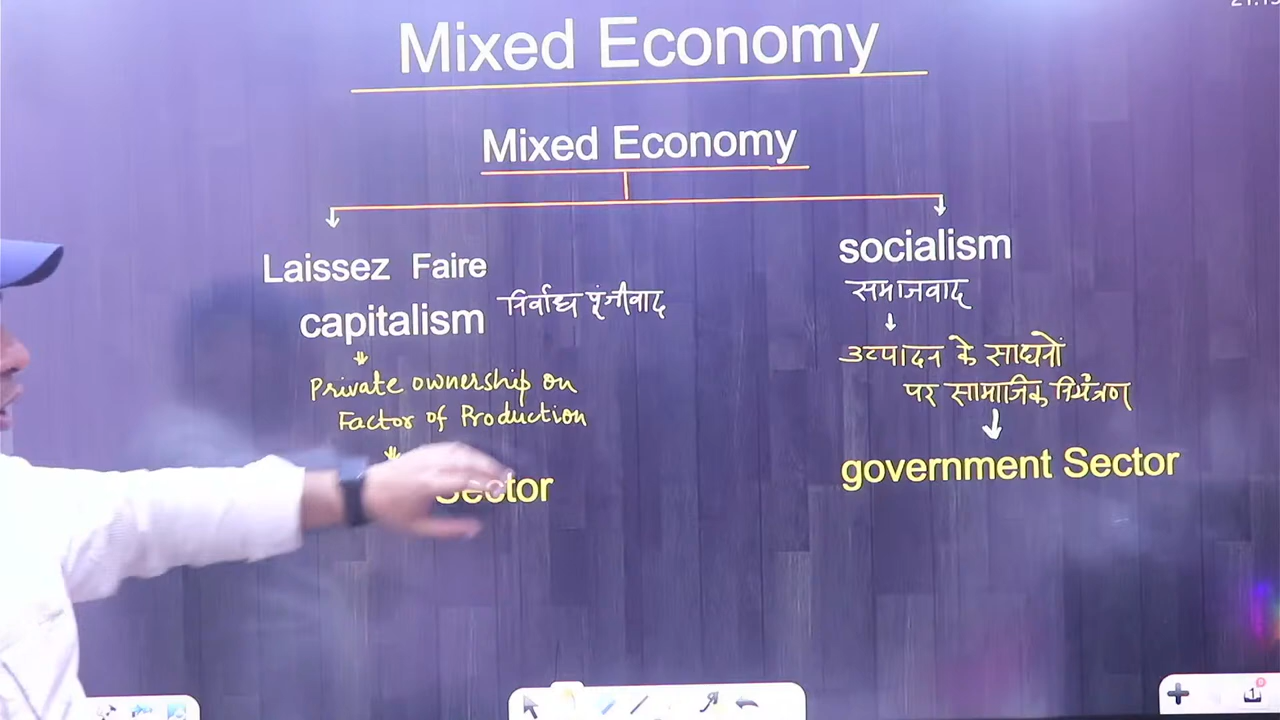 Mixed Economy
Mixed Economy
Laissez Faire
capitalism निर्वाध पूंजीवाद
Private ownership on
Factor of Production
Sector
socialism
समाजवाद
उत्पादन के साधनों
पर सामाजिक नियंत्रण
government Sector